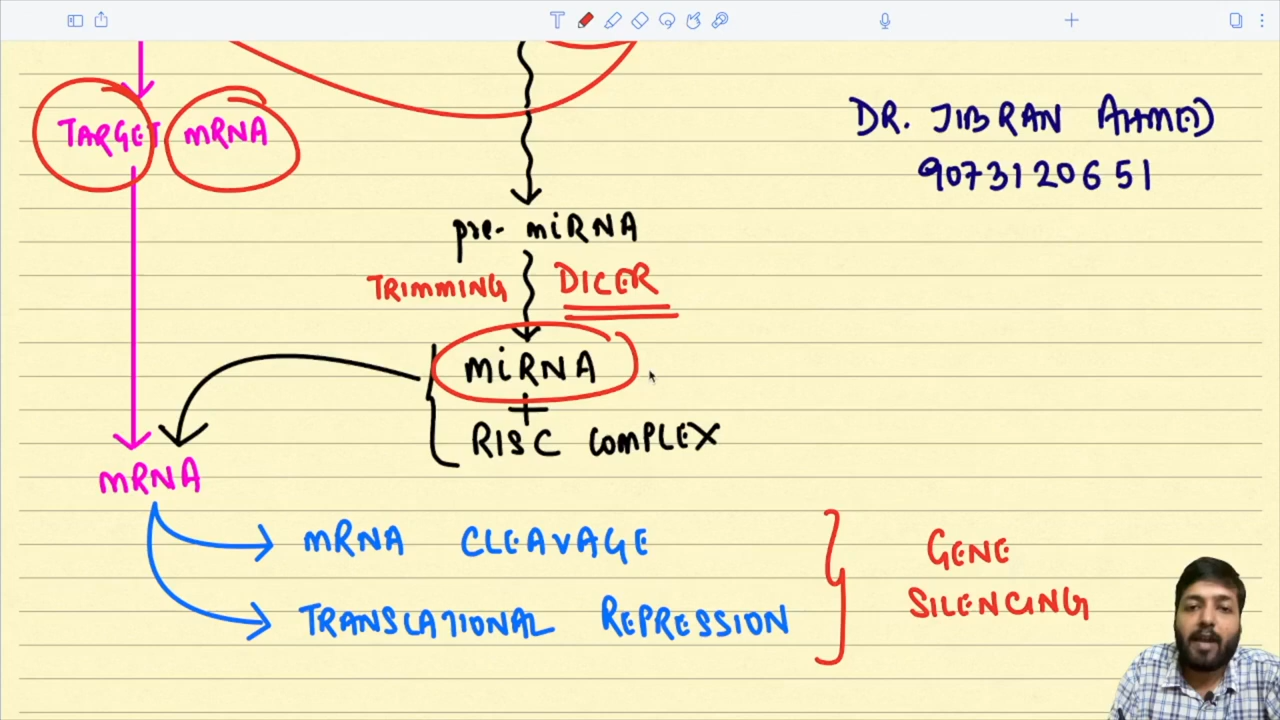 TARGET mRNA
DR. JIBRAN AHMED
9073120651
pre- miRNA
TRIMMING DICER
miRNA
+
RISC COMPLEX
mRNA
mRNA CLEAVAGE
TRANSLATIONAL REPRESSION
GENE
SILENCING